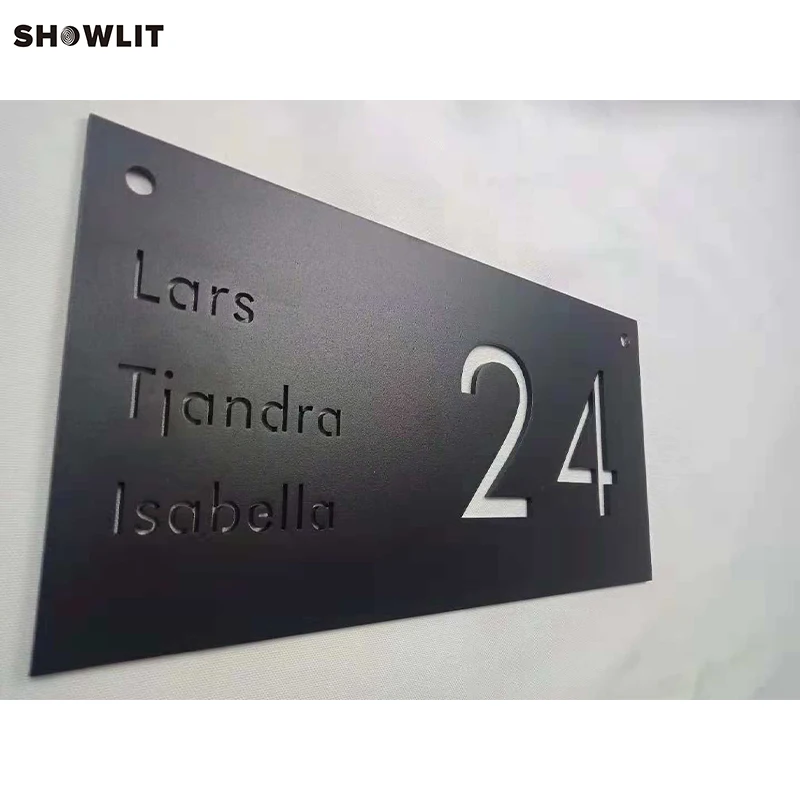 SHOWLIT
Lars
Tjandra
Isabella
24